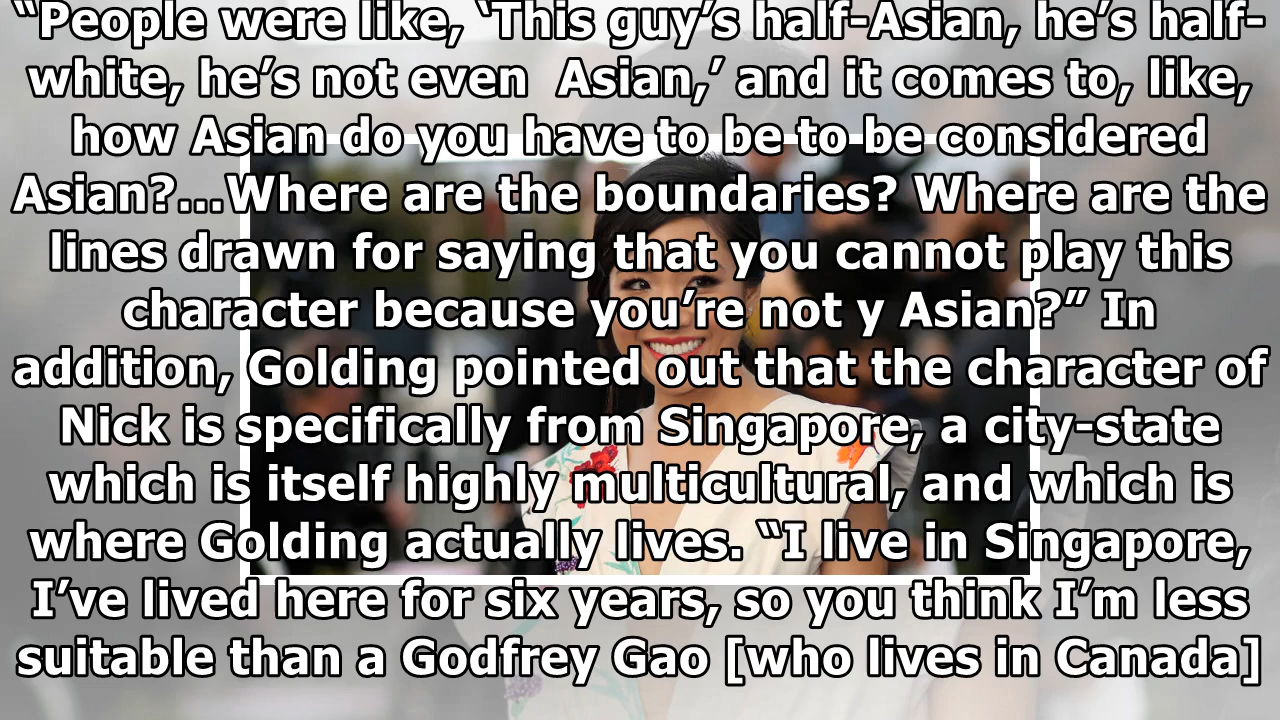 “People were like, ‘This guy’s half-Asian, he’s half-
white, he’s not even  Asian,’ and it comes to, like,
how Asian do you have to be to be considered
Asian?...Where are the boundaries? Where are the
lines drawn for saying that you cannot play this
character because you’re not y Asian?” In
addition, Golding pointed out that the character of
Nick is specifically from Singapore, a city-state
which is itself highly multicultural, and which is
where Golding actually lives. “I live in Singapore,
I’ve lived here for six years, so you think I’m less
suitable than a Godfrey Gao [who lives in Canada]